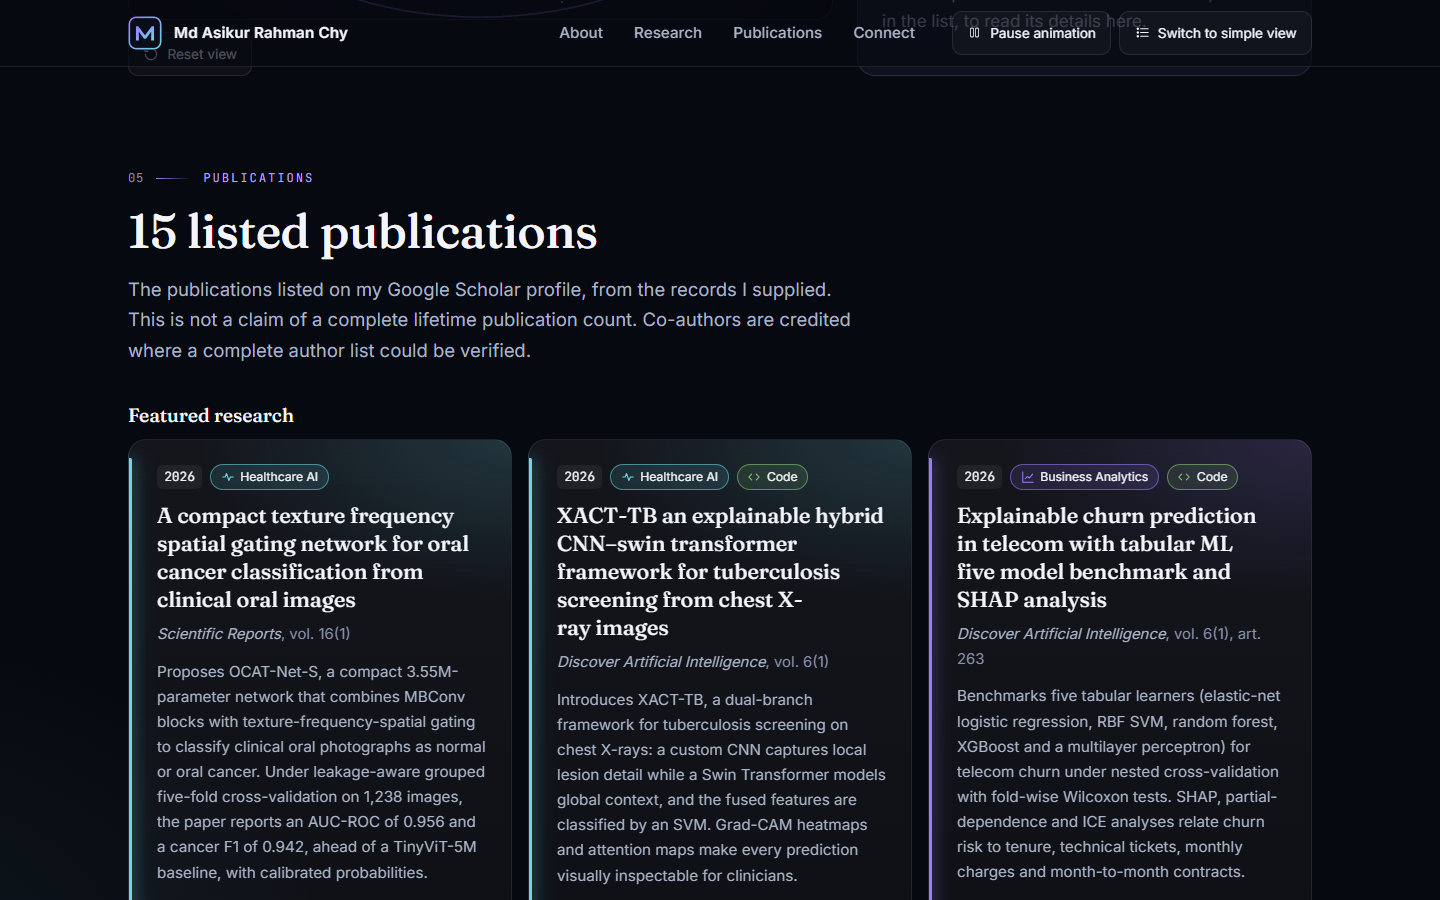 in the list, to read its details here.
Md Asikur Rahman Chy
About
Research
Publications
Connect
Pause animation
Switch to simple view
Reset view
05
PUBLICATIONS
15 listed publications
The publications listed on my Google Scholar profile, from the records I supplied.
This is not a claim of a complete lifetime publication count. Co-authors are credited
where a complete author list could be verified.
Featured research
2026
Healthcare AI
A compact texture frequency
spatial gating network for oral
cancer classification from
clinical oral images
Scientific Reports, vol. 16(1)
Proposes OCAT-Net-S, a compact 3.55M-
parameter network that combines MBConv
blocks with texture-frequency-spatial gating
to classify clinical oral photographs as normal
or oral cancer. Under leakage-aware grouped
five-fold cross-validation on 1,238 images,
the paper reports an AUC-ROC of 0.956 and
a cancer F1 of 0.942, ahead of a TinyViT-5M
baseline, with calibrated probabilities.
2026
Healthcare AI
Code
XACT-TB an explainable hybrid
CNN–swin transformer
framework for tuberculosis
screening from chest X-
ray images
Discover Artificial Intelligence, vol. 6(1)
Introduces XACT-TB, a dual-branch
framework for tuberculosis screening on
chest X-rays: a custom CNN captures local
lesion detail while a Swin Transformer models
global context, and the fused features are
classified by an SVM. Grad-CAM heatmaps
and attention maps make every prediction
visually inspectable for clinicians.
2026
Business Analytics
Code
Explainable churn prediction
in telecom with tabular ML
five model benchmark and
SHAP analysis
Discover Artificial Intelligence, vol. 6(1), art.
263
Benchmarks five tabular learners (elastic-net
logistic regression, RBF SVM, random forest,
XGBoost and a multilayer perceptron) for
telecom churn under nested cross-validation
with fold-wise Wilcoxon tests. SHAP, partial-
dependence and ICE analyses relate churn
risk to tenure, technical tickets, monthly
charges and month-to-month contracts.